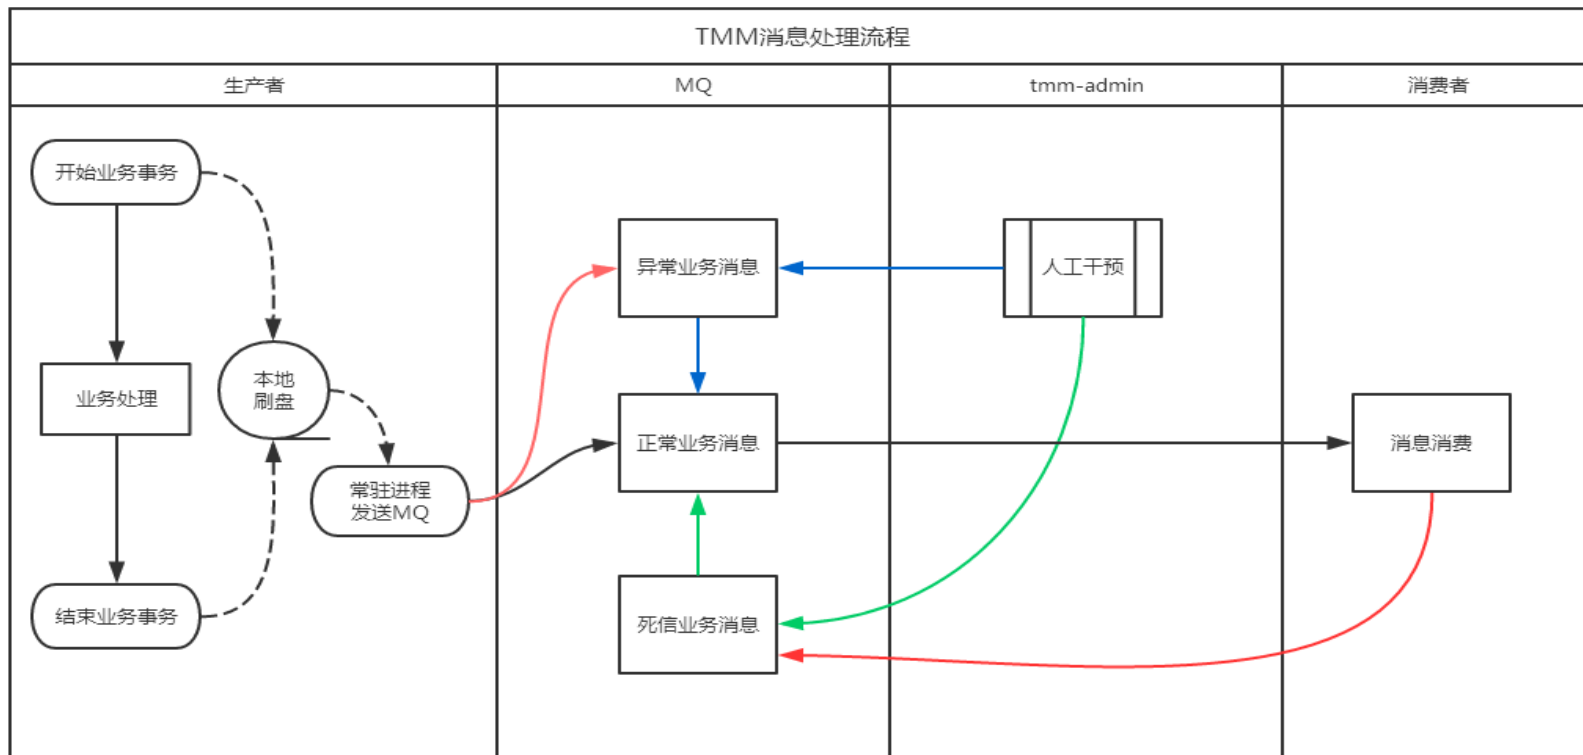 TMM消息处理流程
生产者
MQ
tmm-admin
消费者
开始业务事务
异常业务消息
人工干预
业务处理
本地
刷盘
正常业务消息
消息消费
常驻进程
发送MQ
结束业务事务
死信业务消息